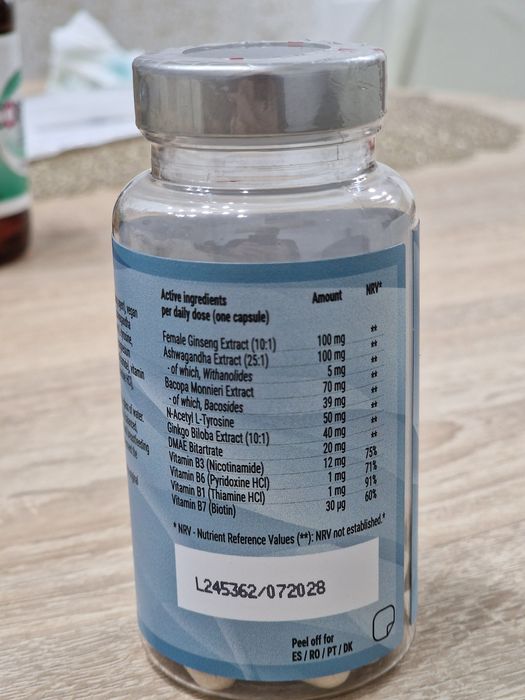 Active ingredients
per daily dose (one capsule) Amount NRV*
Female Ginseng Extract (10:1) 100 mg **
Ashwagandha Extract (25:1) 100 mg **
- of which, Withanolides 5 mg **
Bacopa Monnieri Extract 70 mg **
- of which, Bacosides 39 mg **
N-Acetyl L-Tyrosine 50 mg **
Ginkgo Biloba Extract (10:1) 40 mg **
DMAE Bitartrate 20 mg **
Vitamin B3 (Nicotinamide) 12 mg 75%
Vitamin B6 (Pyridoxine HCl) 1 mg 71%
Vitamin B1 (Thiamine HCl) 1 mg 91%
Vitamin B7 (Biotin) 30 µg 60%
* NRV - Nutrient Reference Values (**): NRV not established.*
L245362/072028
Peel off for
ES / RO / PT / DK
vegan
vitamin
of water.